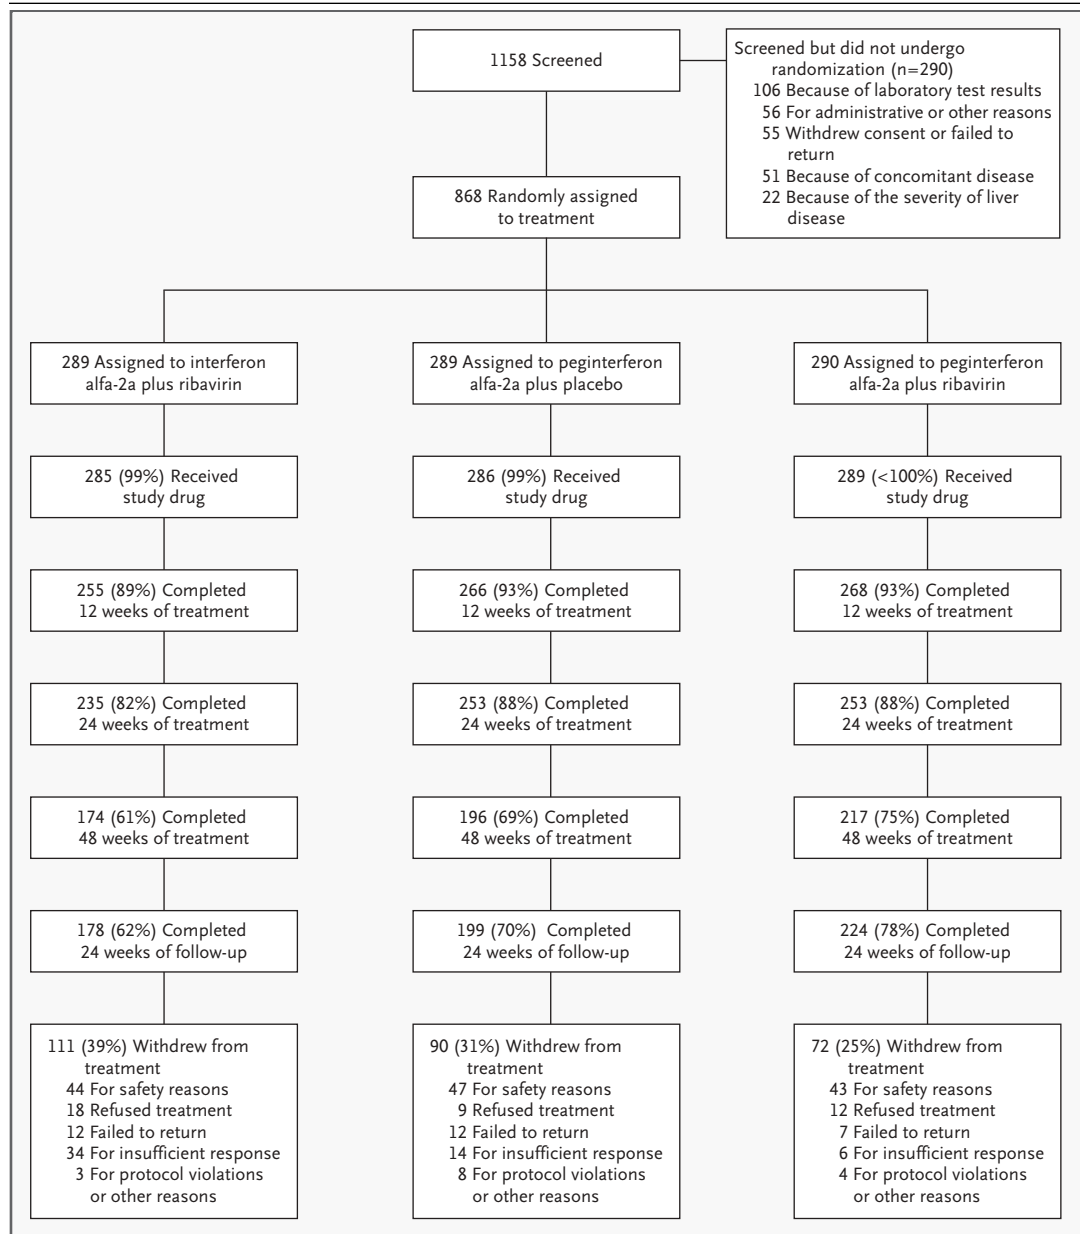 1158 Screened
Screened but did not undergo
randomization (n=290)
106 Because of laboratory test results
56 For administrative or other reasons
55 Withdrew consent or failed to
return
51 Because of concomitant disease
22 Because of the severity of liver
disease
868 Randomly assigned
to treatment
289 Assigned to interferon
alfa-2a plus ribavirin
289 Assigned to peginterferon
alfa-2a plus placebo
290 Assigned to peginterferon
alfa-2a plus ribavirin
285 (99%) Received
study drug
286 (99%) Received
study drug
289 (<100%) Received
study drug
255 (89%) Completed
12 weeks of treatment
266 (93%) Completed
12 weeks of treatment
268 (93%) Completed
12 weeks of treatment
235 (82%) Completed
24 weeks of treatment
253 (88%) Completed
24 weeks of treatment
253 (88%) Completed
24 weeks of treatment
174 (61%) Completed
48 weeks of treatment
196 (69%) Completed
48 weeks of treatment
217 (75%) Completed
48 weeks of treatment
178 (62%) Completed
24 weeks of follow-up
199 (70%) Completed
24 weeks of follow-up
224 (78%) Completed
24 weeks of follow-up
111 (39%) Withdrew from
treatment
44 For safety reasons
18 Refused treatment
12 Failed to return
34 For insufficient response
3 For protocol violations
or other reasons
90 (31%) Withdrew from
treatment
47 For safety reasons
9 Refused treatment
12 Failed to return
14 For insufficient response
8 For protocol violations
or other reasons
72 (25%) Withdrew from
treatment
43 For safety reasons
12 Refused treatment
7 Failed to return
6 For insufficient response
4 For protocol violations
or other reasons